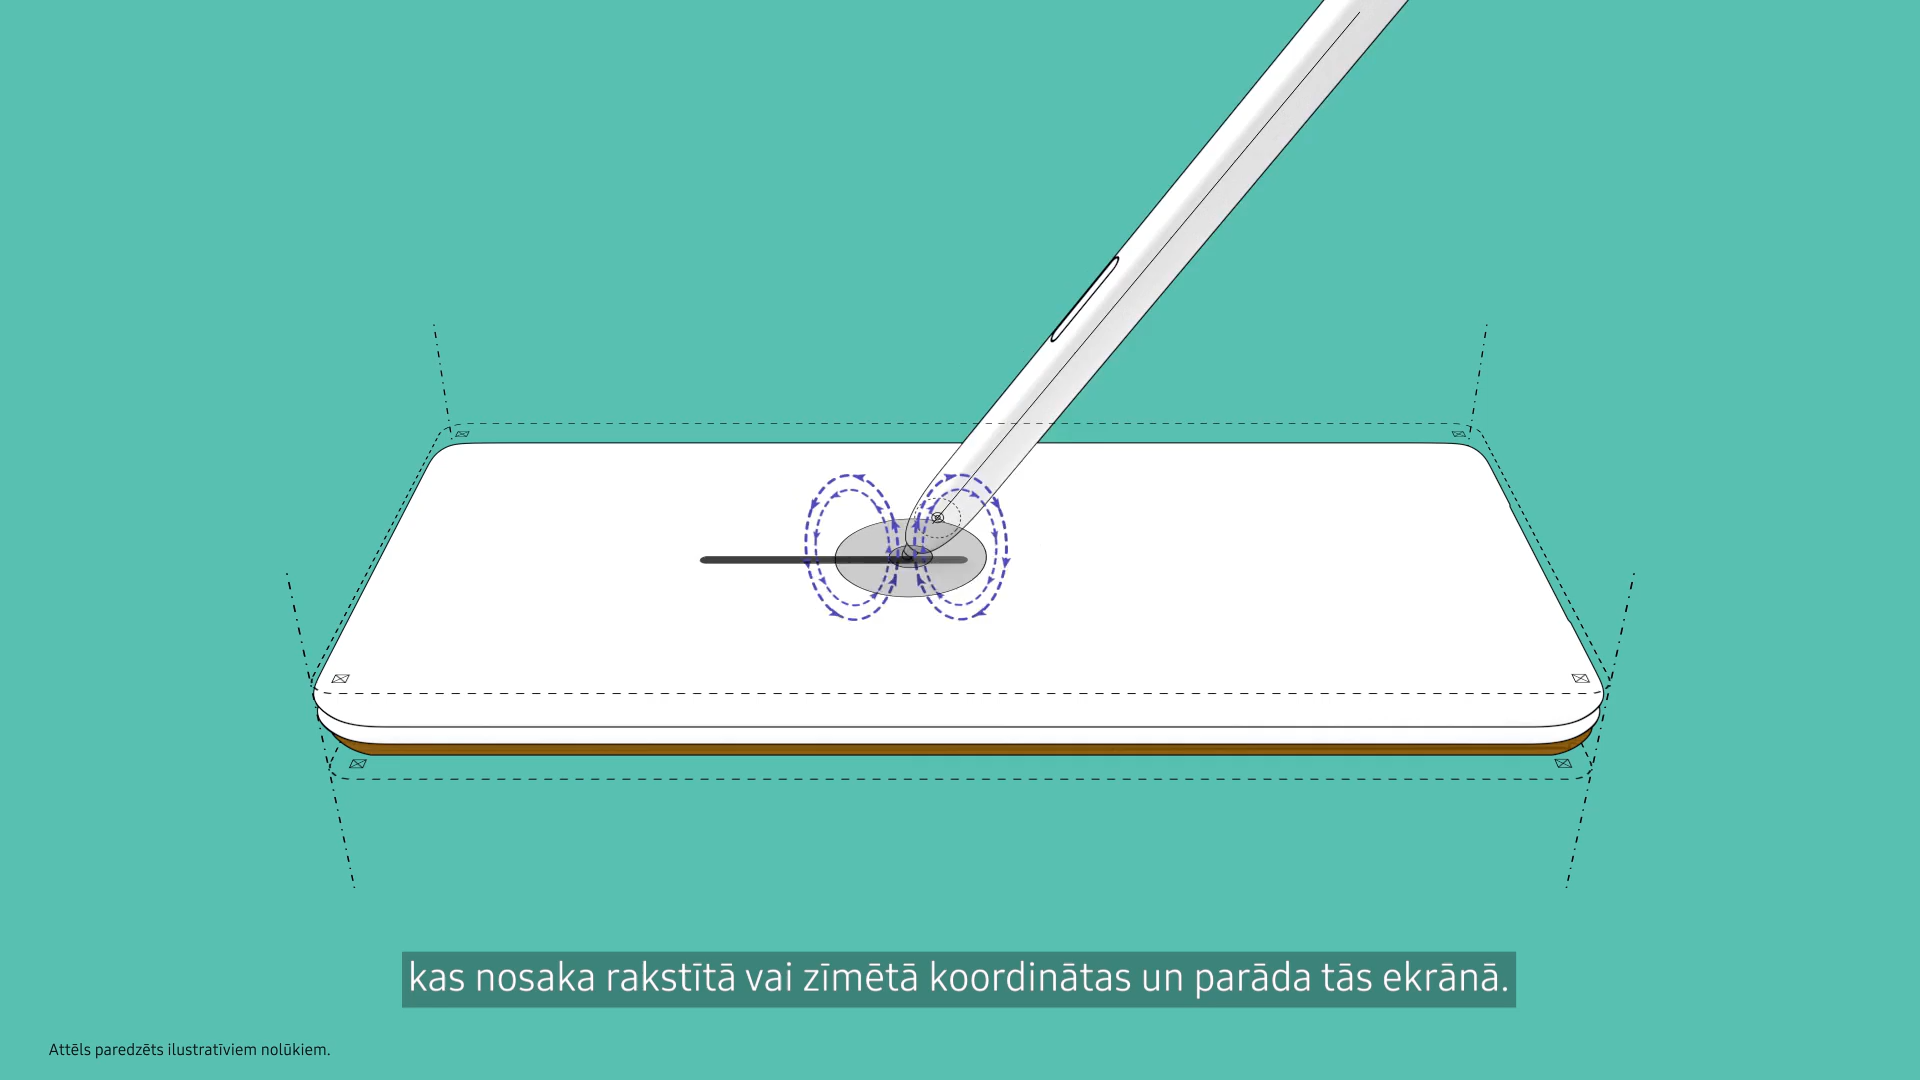 kas nosaka rakstītā vai zīmētā koordinātas un parāda tās ekrānā.
Attēls paredzēts ilustratīviem nolūkiem.